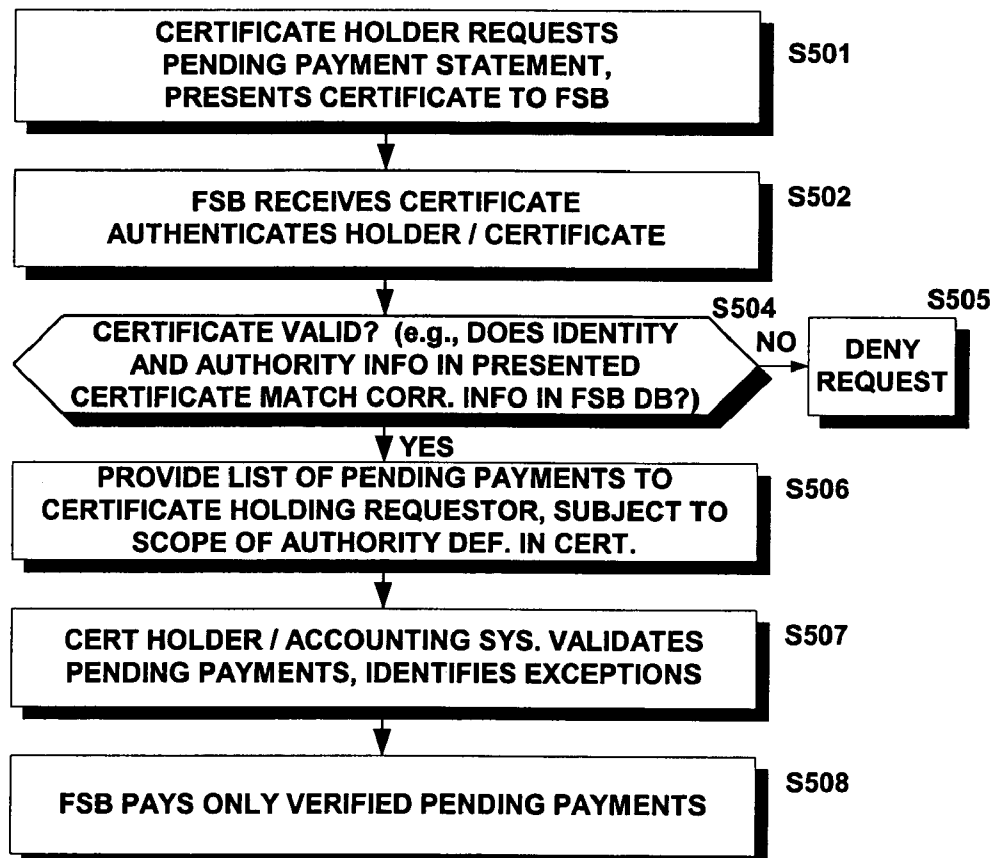 CERTIFICATE HOLDER REQUESTS
PENDING PAYMENT STATEMENT,
PRESENTS CERTIFICATE TO FSB
S501
FSB RECEIVES CERTIFICATE
AUTHENTICATES HOLDER / CERTIFICATE
S502
CERTIFICATE VALID? (e.g., DOES IDENTITY
AND AUTHORITY INFO IN PRESENTED
CERTIFICATE MATCH CORR. INFO IN FSB DB?)
S504
NO
S505
DENY
REQUEST
YES
PROVIDE LIST OF PENDING PAYMENTS TO
CERTIFICATE HOLDING REQUESTOR, SUBJECT TO
SCOPE OF AUTHORITY DEF. IN CERT.
S506
CERT HOLDER / ACCOUNTING SYS. VALIDATES
PENDING PAYMENTS, IDENTIFIES EXCEPTIONS
S507
FSB PAYS ONLY VERIFIED PENDING PAYMENTS
S508